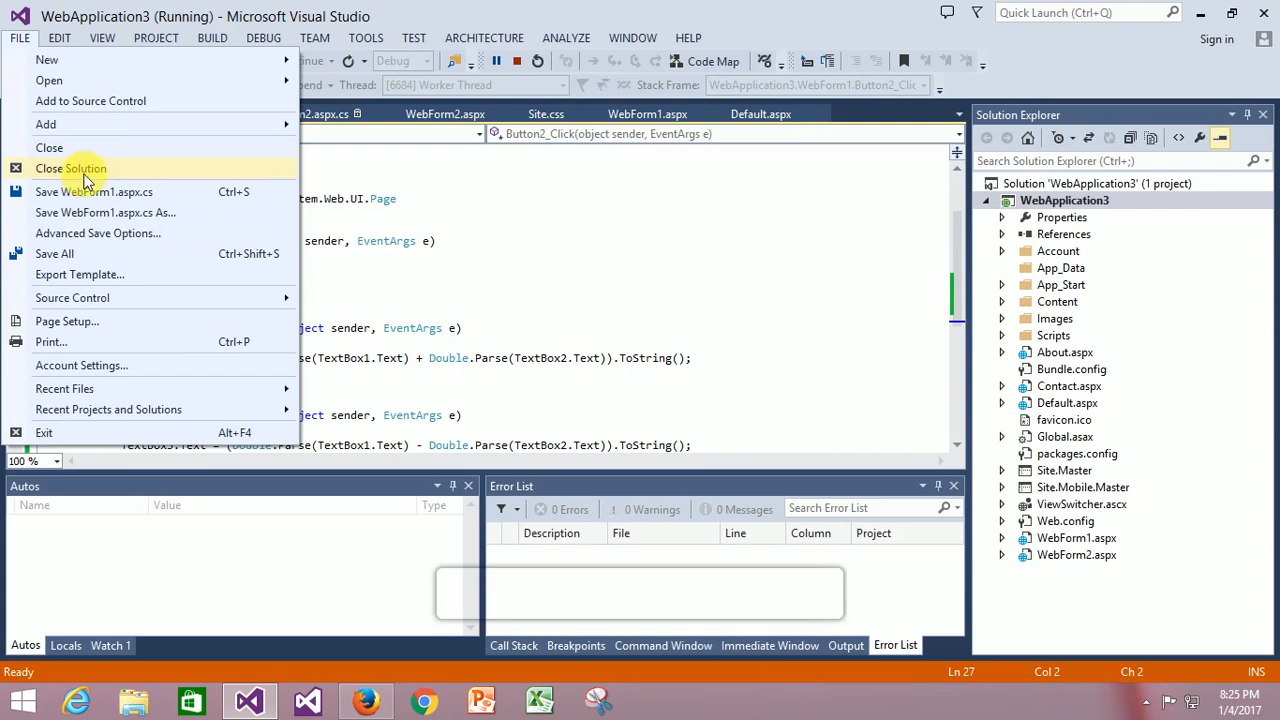 WebApplication3 (Running) - Microsoft Visual Studio
Quick Launch (Ctrl+Q)
FILE EDIT VIEW PROJECT BUILD DEBUG TEAM TOOLS TEST ARCHITECTURE ANALYZE WINDOW HELP
Sign in
Debug
Code Map
[6684] Worker Thread
Stack Frame:
WebApplication3.WebForm1.Button2_Click
New
Open
Add to Source Control
Add
Close
Close Solution
Save WebForm1.aspx.cs Ctrl+S
Save WebForm1.aspx.cs As...
Advanced Save Options...
Save All Ctrl+Shift+S
Export Template...
Source Control
Page Setup...
Print... Ctrl+P
Account Settings...
Recent Files
Recent Projects and Solutions
Exit Alt+F4
WebForm2.aspx Site.css WebForm1.aspx Default.aspx
Button2_Click(object sender, EventArgs e)
tem.Web.UI.Page
sender, EventArgs e)
ject sender, EventArgs e)
(TextBox1.Text) + Double.Parse(TextBox2.Text)).ToString();
ject sender, EventArgs e)
TextBox3.Text = (Double.Parse(TextBox1.Text) - Double.Parse(TextBox2.Text)).ToString();
100 %
Solution Explorer
Search Solution Explorer (Ctrl+;)
Solution 'WebApplication3' (1 project)
WebApplication3
Properties
References
Account
App_Data
App_Start
Content
Images
Scripts
About.aspx
Bundle.config
Contact.aspx
Default.aspx
favicon.ico
Global.asax
packages.config
Site.Master
Site.Mobile.Master
ViewSwitcher.ascx
Web.config
WebForm1.aspx
WebForm2.aspx
Autos
Name Value Type
Autos Locals Watch 1
Error List
0 Errors 0 Warnings 0 Messages Search Error List
Description File Line Column Project
Call Stack Breakpoints Command Window Immediate Window Output Error List
Ready Ln 27 Col 2 Ch 2 INS
8:25 PM
1/4/2017